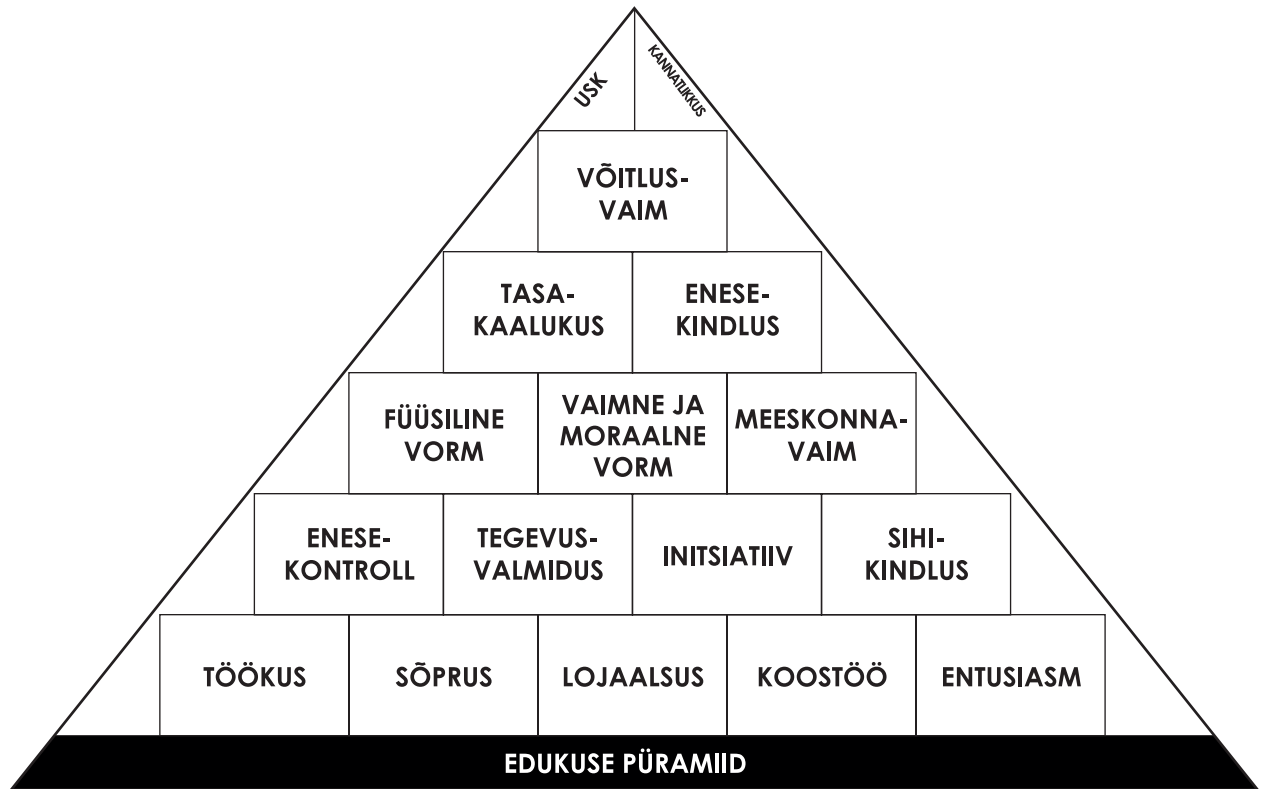 USK
KANNATLIKKUS
VÕITLUS-
VAIM
TASA-
KAALUKUS
ENESE-
KINDLUS
FÜÜSILINE
VORM
VAIMNE JA
MORAALNE
VORM
MEESKONNA-
VAIM
ENESE-
KONTROLL
TEGEVUS-
VALMIDUS
INITSIATIIV
SIHI-
KINDLUS
TÖÖKUS
SÕPRUS
LOJAALSUS
KOOSTÖÖ
ENTUSIASM
EDUKUSE PÜRAMIID